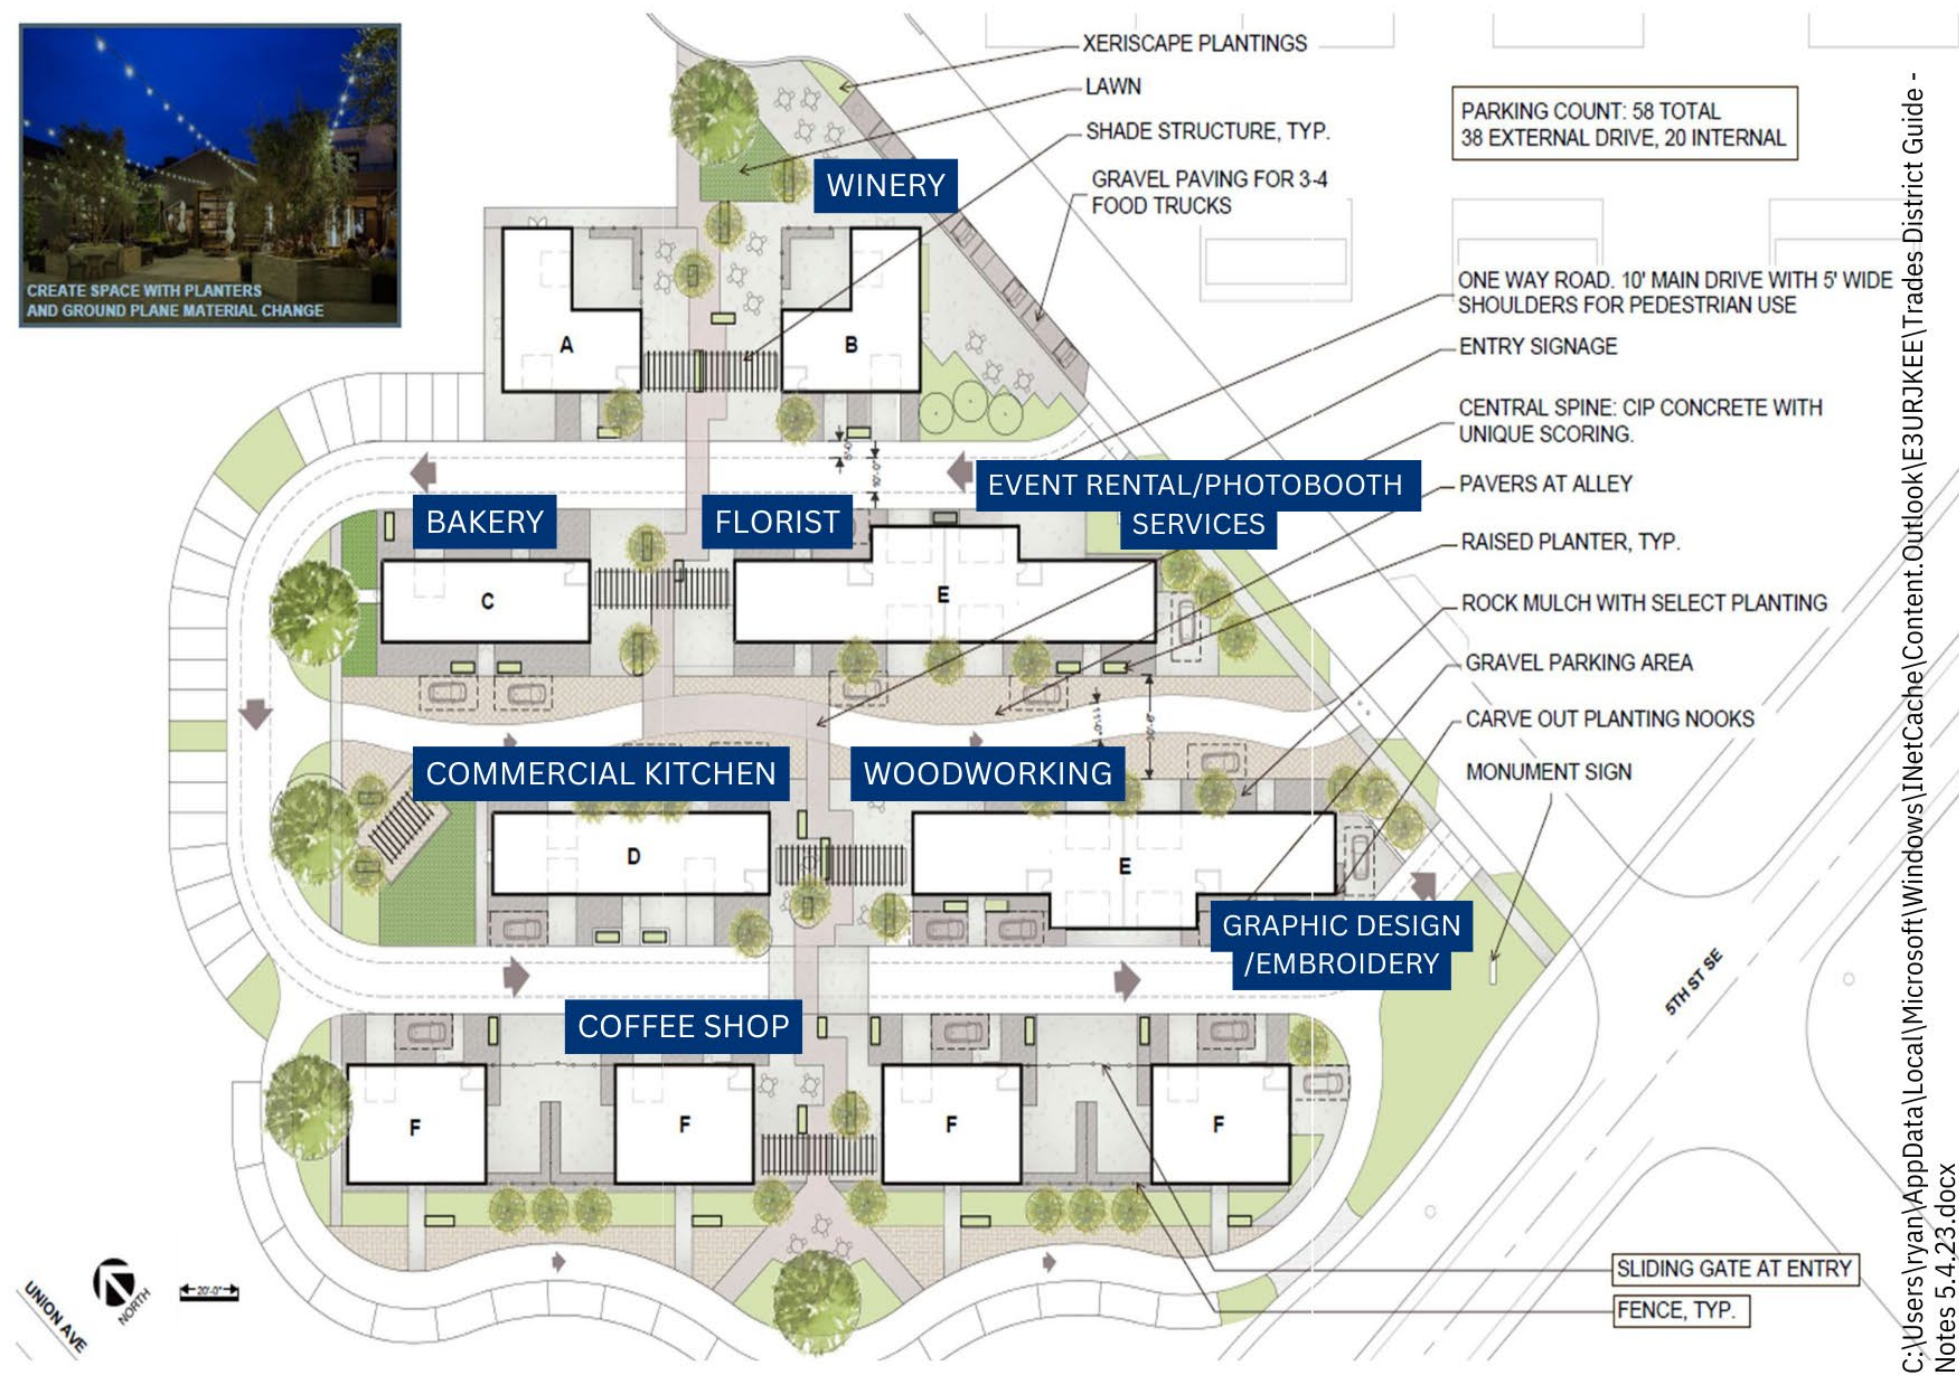 CREATE SPACE WITH PLANTERS
AND GROUND PLANE MATERIAL CHANGE
XERISCAPE PLANTINGS
LAWN
SHADE STRUCTURE, TYP.
GRAVEL PAVING FOR 3-4
FOOD TRUCKS
PARKING COUNT: 58 TOTAL
38 EXTERNAL DRIVE, 20 INTERNAL
ONE WAY ROAD. 10' MAIN DRIVE WITH 5' WIDE
SHOULDERS FOR PEDESTRIAN USE
ENTRY SIGNAGE
CENTRAL SPINE: CIP CONCRETE WITH
UNIQUE SCORING.
PAVERS AT ALLEY
RAISED PLANTER, TYP.
ROCK MULCH WITH SELECT PLANTING
GRAVEL PARKING AREA
CARVE OUT PLANTING NOOKS
MONUMENT SIGN
WINERY
A
B
BAKERY
FLORIST
EVENT RENTAL/PHOTOBOOTH
SERVICES
C
E
COMMERCIAL KITCHEN
WOODWORKING
D
E
GRAPHIC DESIGN
/EMBROIDERY
COFFEE SHOP
F
F
F
F
5TH ST SE
SLIDING GATE AT ENTRY
FENCE, TYP.
UNION AVE
NORTH
20'-0"
C:\Users\ryan\AppData\Local\Microsoft\Windows\INetCache\Content.Outlook\E3URJKEE\Trades District Guide -
Notes 5.4.23.docx